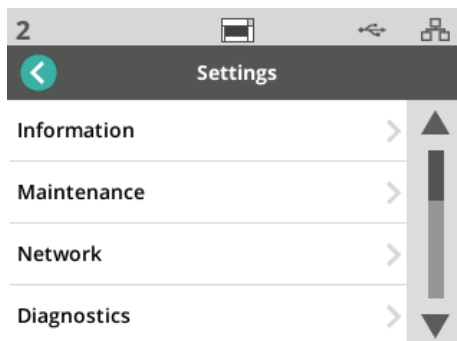 2
Settings
Information
Maintenance
Network
Diagnostics